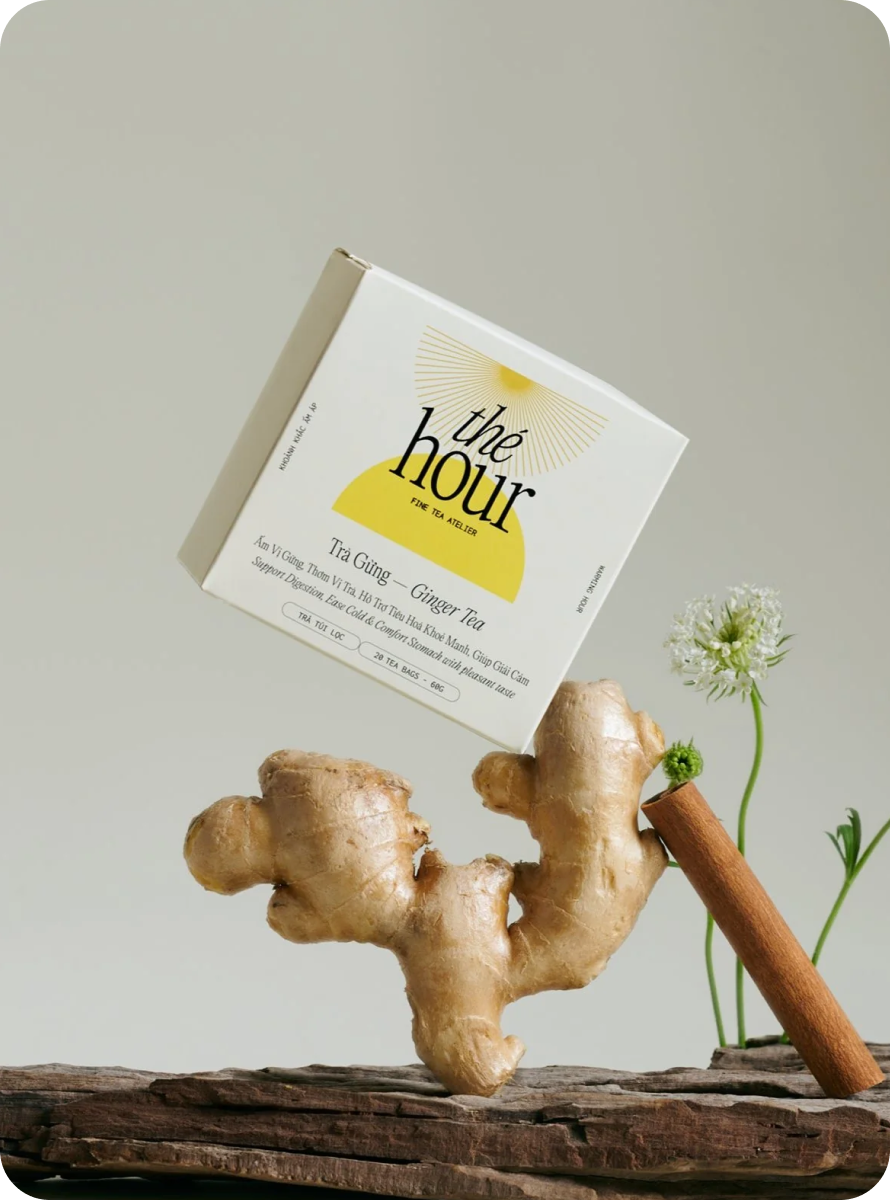 thé
hour
FINE TEA ATELIER
KHOẢNH KHẮC ẤM ÁP
WARMING HOUR
Trà Gừng — Ginger Tea
Ấm Vị Gừng, Thơm Vị Trà, Hỗ Trợ Tiêu Hoá Khoẻ Mạnh, Giúp Giải Cảm
Support Digestion, Ease Cold & Comfort Stomach with pleasant taste
TRÀ TÚI LỌC
20 TEA BAGS - 60G